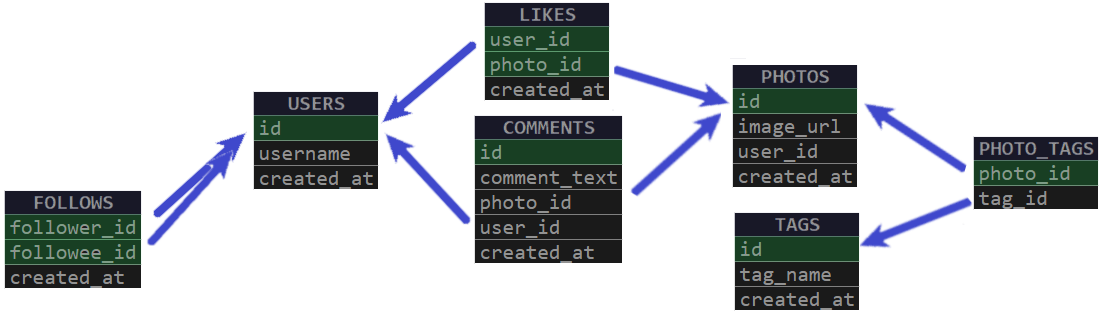 LIKES
user_id
photo_id
created_at
USERS
id
username
created_at
COMMENTS
id
comment_text
photo_id
user_id
created_at
PHOTOS
id
image_url
user_id
created_at
PHOTO_TAGS
photo_id
tag_id
FOLLOWS
follower_id
followee_id
created_at
TAGS
id
tag_name
created_at